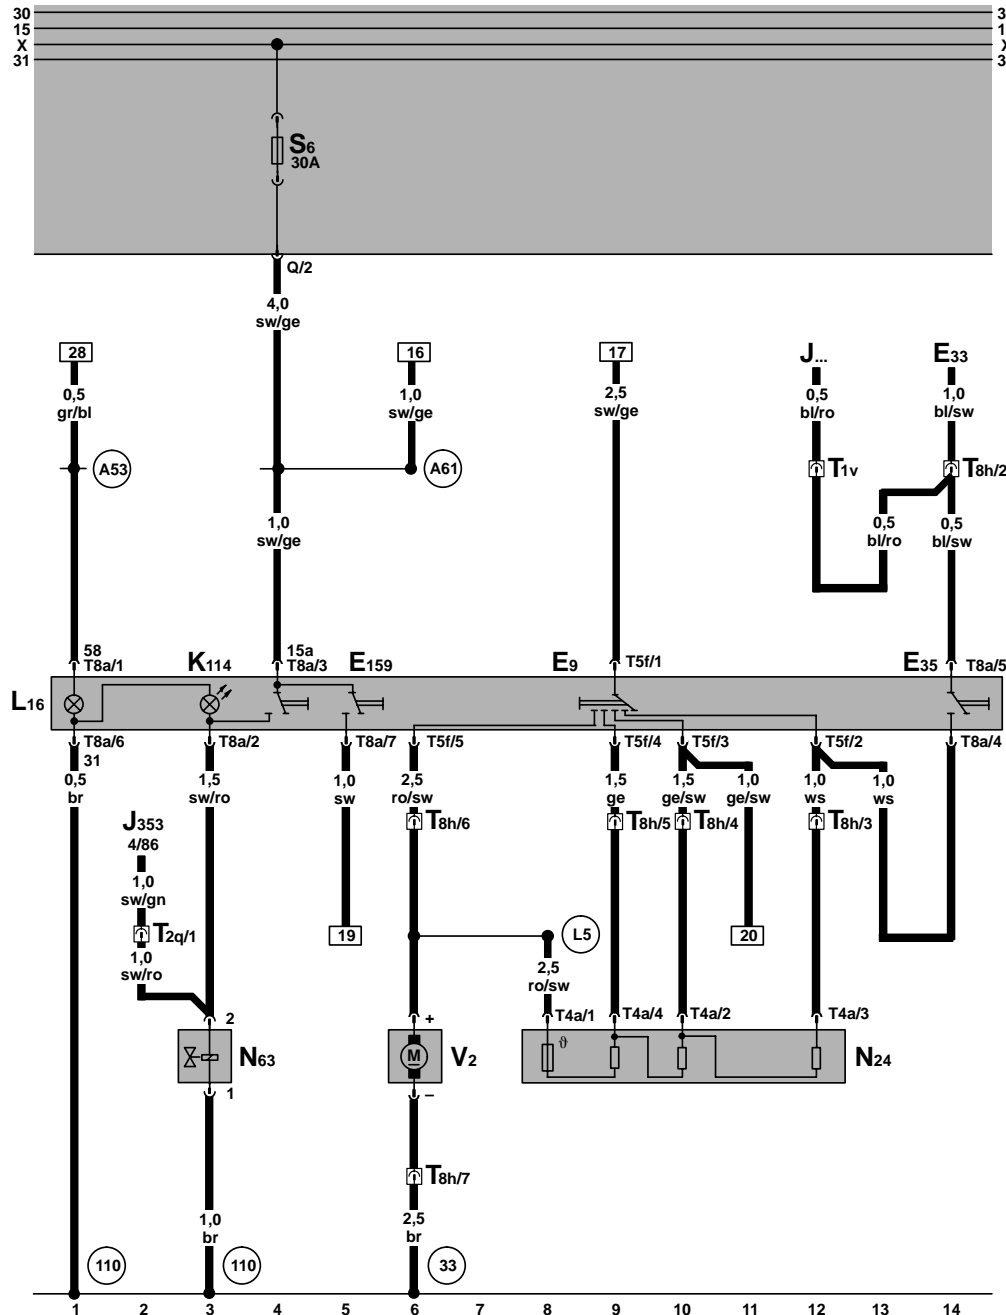 30 3
15 1
X X
31 3
S6
30A
Q/2
4,0
sw/ge
28
16
17
J...
E33
0,5
gr/bl
1,0
sw/ge
2,5
sw/ge
0,5
bl/ro
1,0
bl/sw
A53
A61
T1v
T8h/2
1,0
sw/ge
0,5
bl/ro
0,5
bl/sw
58
T8a/1
K114
15a
T8a/3
E159
E9
T5f/1
E35
T8a/5
L16
T8a/6
31
T8a/2
T8a/7
T5f/5
T5f/4
T5f/3
T5f/2
T8a/4
0,5
br
1,5
sw/ro
1,0
sw
2,5
ro/sw
1,5
ge
1,5
ge/sw
1,0
ge/sw
1,0
ws
1,0
ws
J353
4/86
T8h/6
T8h/5
T8h/4
T8h/3
1,0
sw/gn
T2q/1
19
L5
20
1,0
sw/ro
2,5
ro/sw
2
+
T4a/1
T4a/4
T4a/2
T4a/3
N63
M
V2
ϑ
N24
1
–
T8h/7
1,0
br
2,5
br
110
110
33
1 2 3 4 5 6 7 8 9 10 11 12 13 14